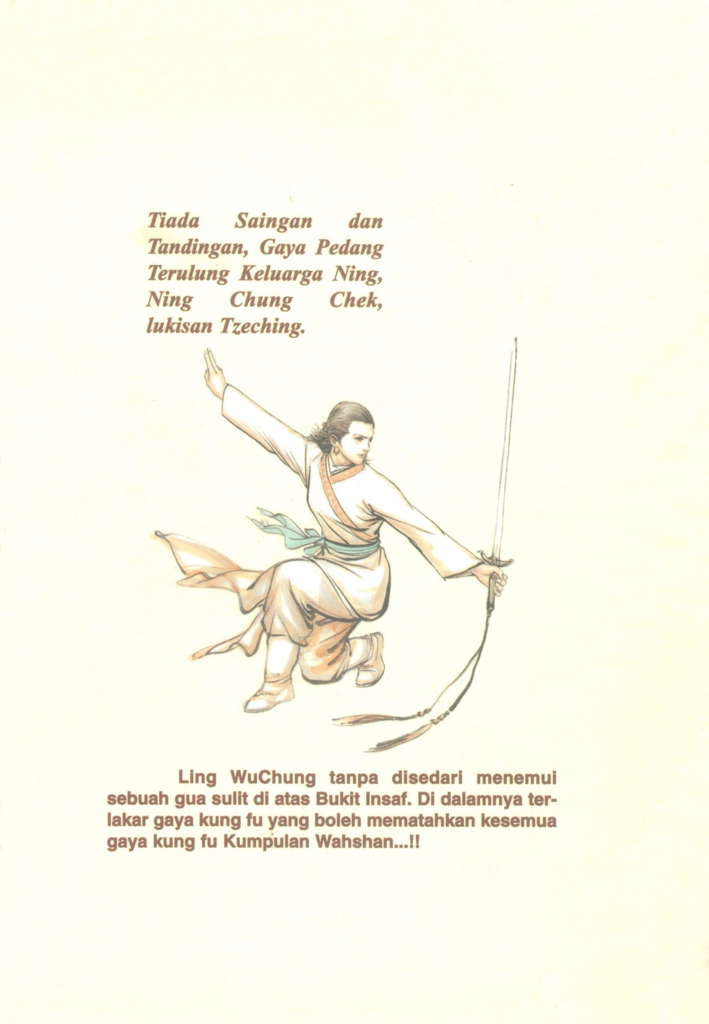 Tiada Saingan dan
Tandingan, Gaya Pedang
Terulung Keluarga Ning,
Ning Chung Chek,
lukisan Tzeching.
Ling WuChung tanpa disedari menemui
sebuah gua sulit di atas Bukit Insaf. Di dalamnya ter-
lakar gaya kung fu yang boleh mematahkan kesemua
gaya kung fu Kumpulan Wahshan...!!